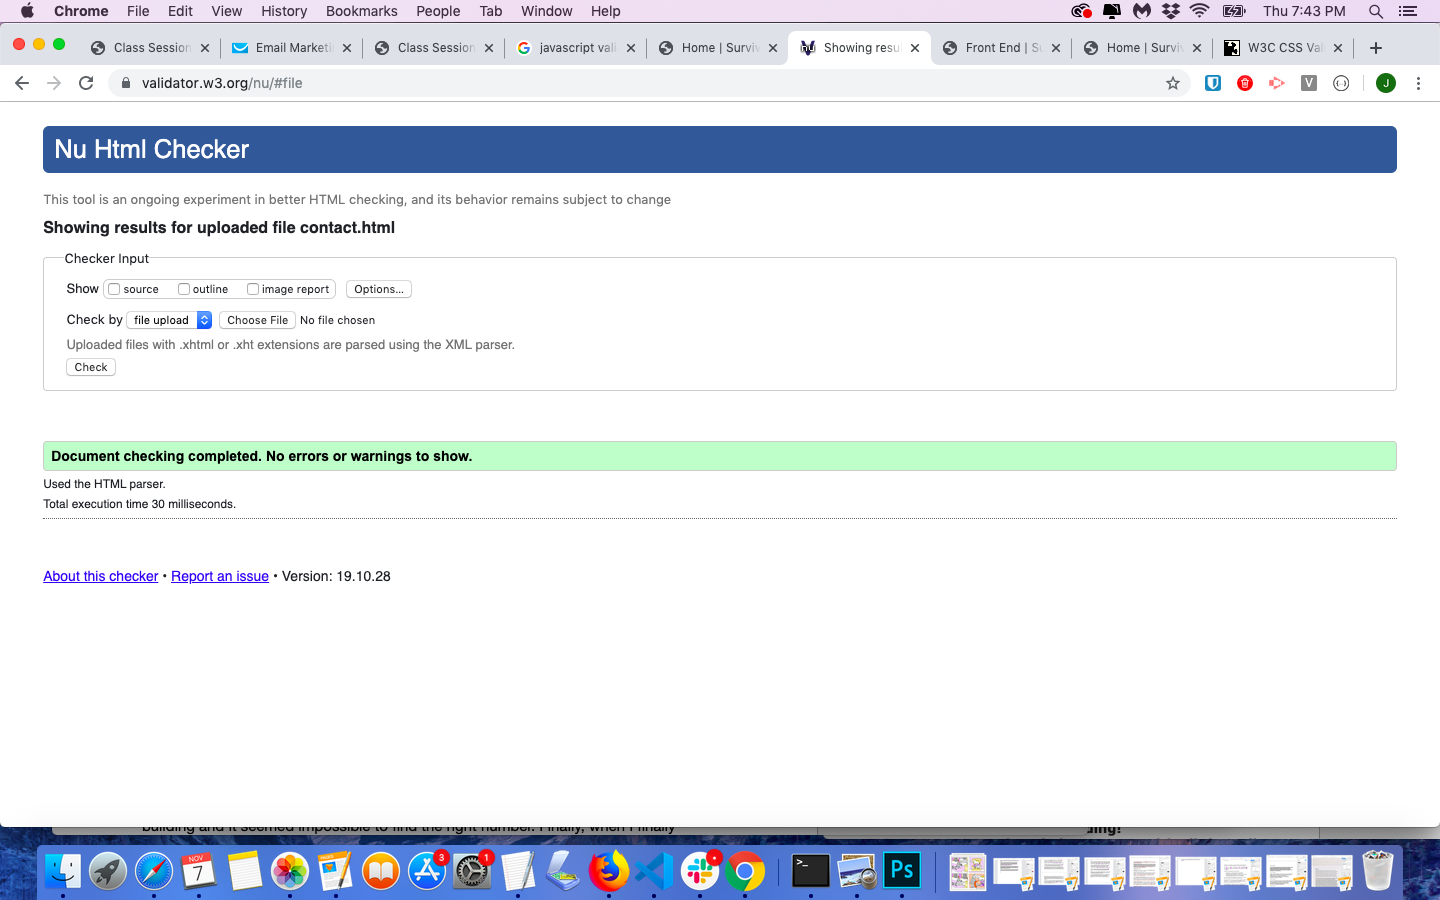 Chrome File Edit View History Bookmarks People Tab Window Help Thu 7:43 PM
Class Session Email Marketi Class Session javascript vali Home | Surviv Showing resu Front End | S Home | Surviv W3C CSS Val
validator.w3.org/nu/#file V J
Nu Html Checker
This tool is an ongoing experiment in better HTML checking, and its behavior remains subject to change
Showing results for uploaded file contact.html
Checker Input
Show source outline image report Options...
Check by file upload Choose File No file chosen
Uploaded files with .xhtml or .xht extensions are parsed using the XML parser.
Check
Document checking completed. No errors or warnings to show.
Used the HTML parser.
Total execution time 30 milliseconds.
About this checker • Report an issue • Version: 19.10.28
building and it seemed impossible to find the right number. Finally, when I finally
NOV 7 3 1 >_ Ps